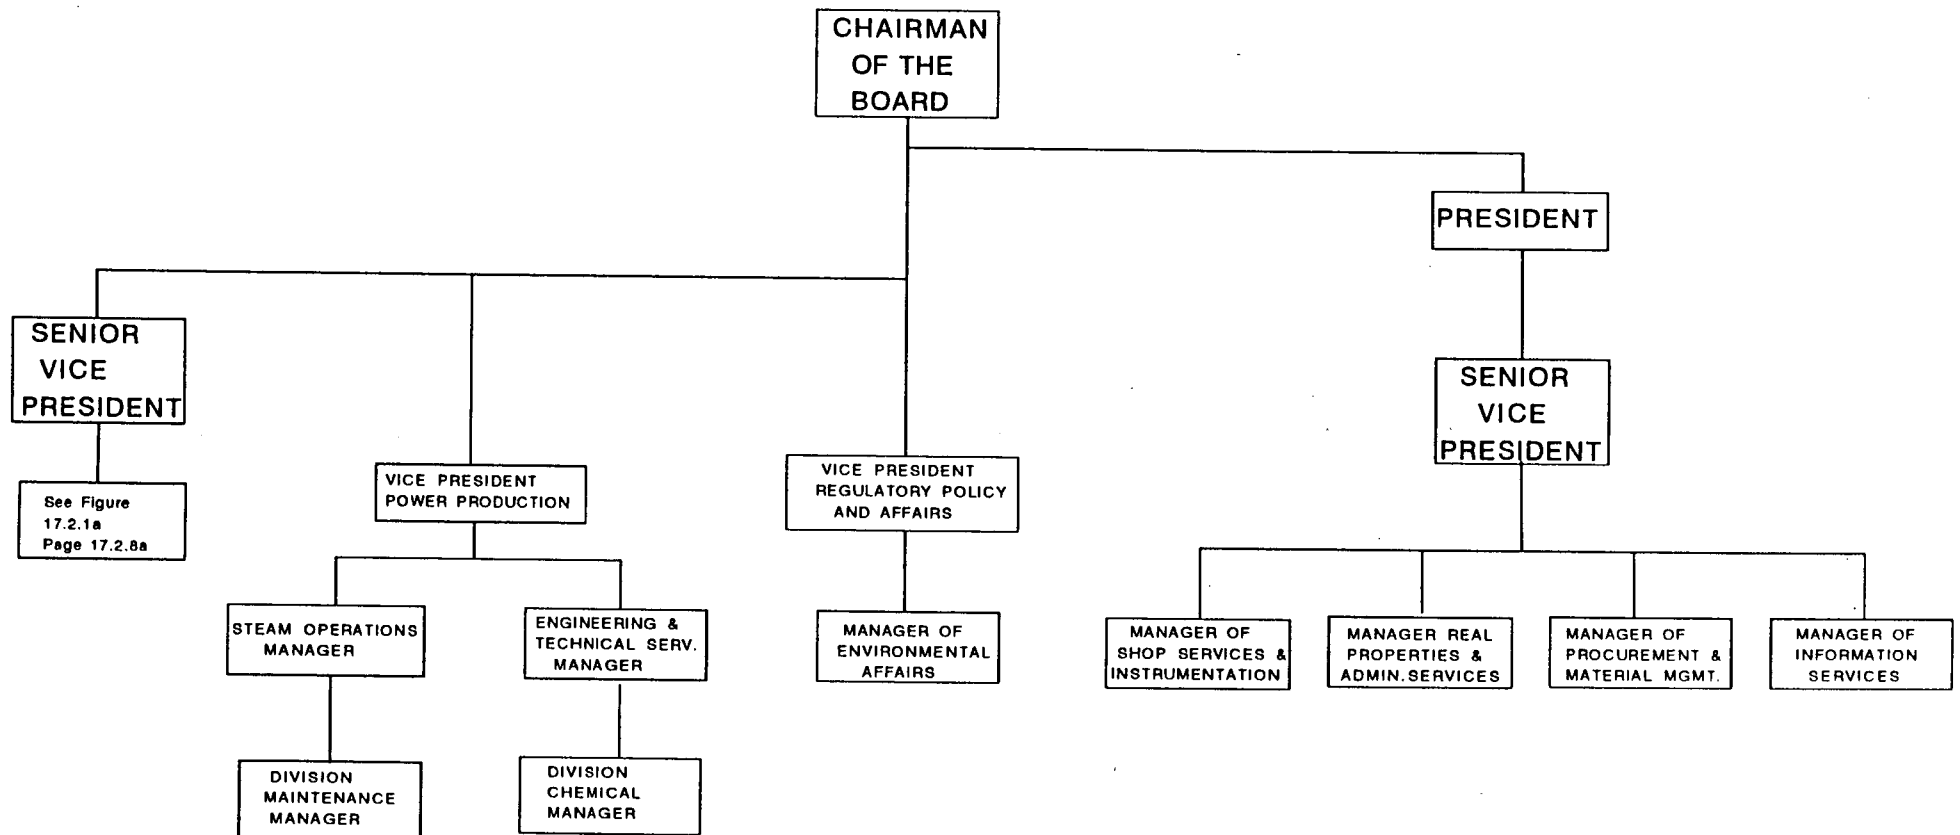 CHAIRMAN
OF THE
BOARD
PRESIDENT
SENIOR
VICE
PRESIDENT
SENIOR
VICE
PRESIDENT
See Figure
17.2.1a
Page 17.2.8a
VICE PRESIDENT
POWER PRODUCTION
VICE PRESIDENT
REGULATORY POLICY
AND AFFAIRS
STEAM OPERATIONS
MANAGER
ENGINEERING &
TECHNICAL SERV.
MANAGER
MANAGER OF
ENVIRONMENTAL
AFFAIRS
MANAGER OF
SHOP SERVICES &
INSTRUMENTATION
MANAGER REAL
PROPERTIES &
ADMIN.SERVICES
MANAGER OF
PROCUREMENT &
MATERIAL MGMT.
MANAGER OF
INFORMATION
SERVICES
DIVISION
MAINTENANCE
MANAGER
DIVISION
CHEMICAL
MANAGER